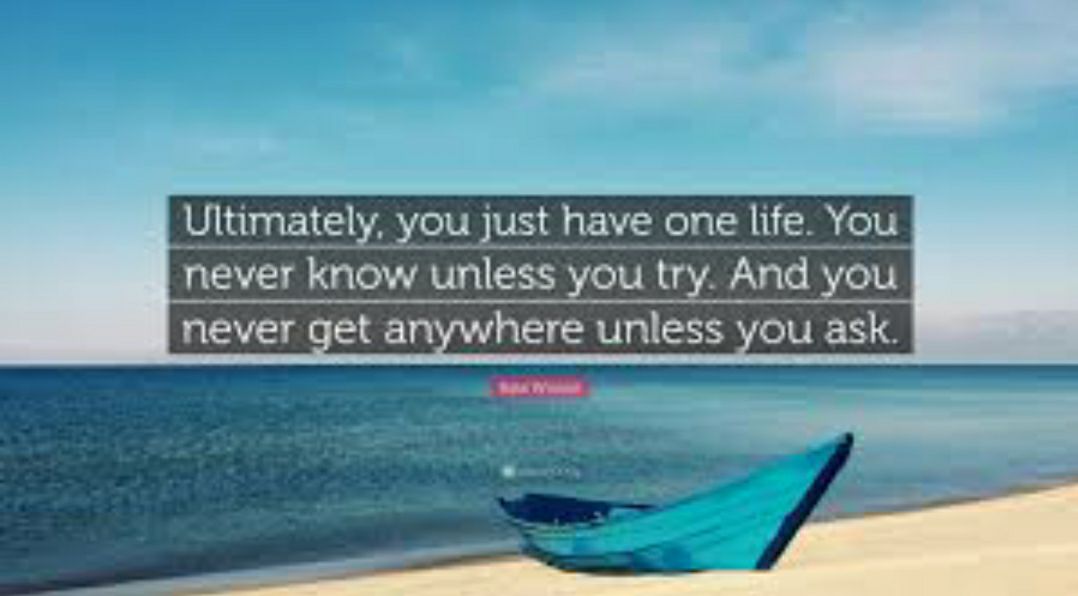 Ultimately, you just have one life. You
never know unless you try. And you
never get anywhere unless you ask.